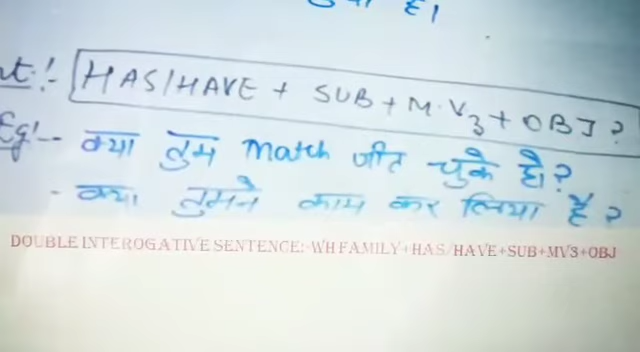 है।
nt:- HAS/HAVE + SUB + M.V3 + OBJ ?
Eg:- क्या तुम match जीत चुके हो?
- क्या तुमने काम कर लिया है ?
DOUBLE INTEROGATIVE SENTENCE:-WH FAMILY+HAS/HAVE+SUB+MV3+OBJ